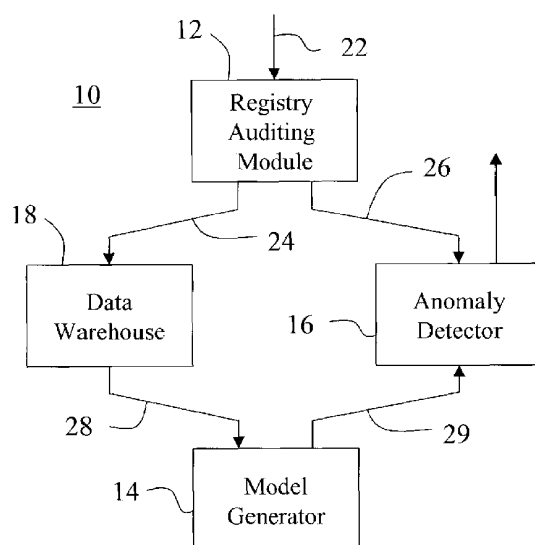 12
22
10
Registry
Auditing
Module
26
18
24
Data
Warehouse
16
Anomaly
Detector
28
29
14
Model
Generator